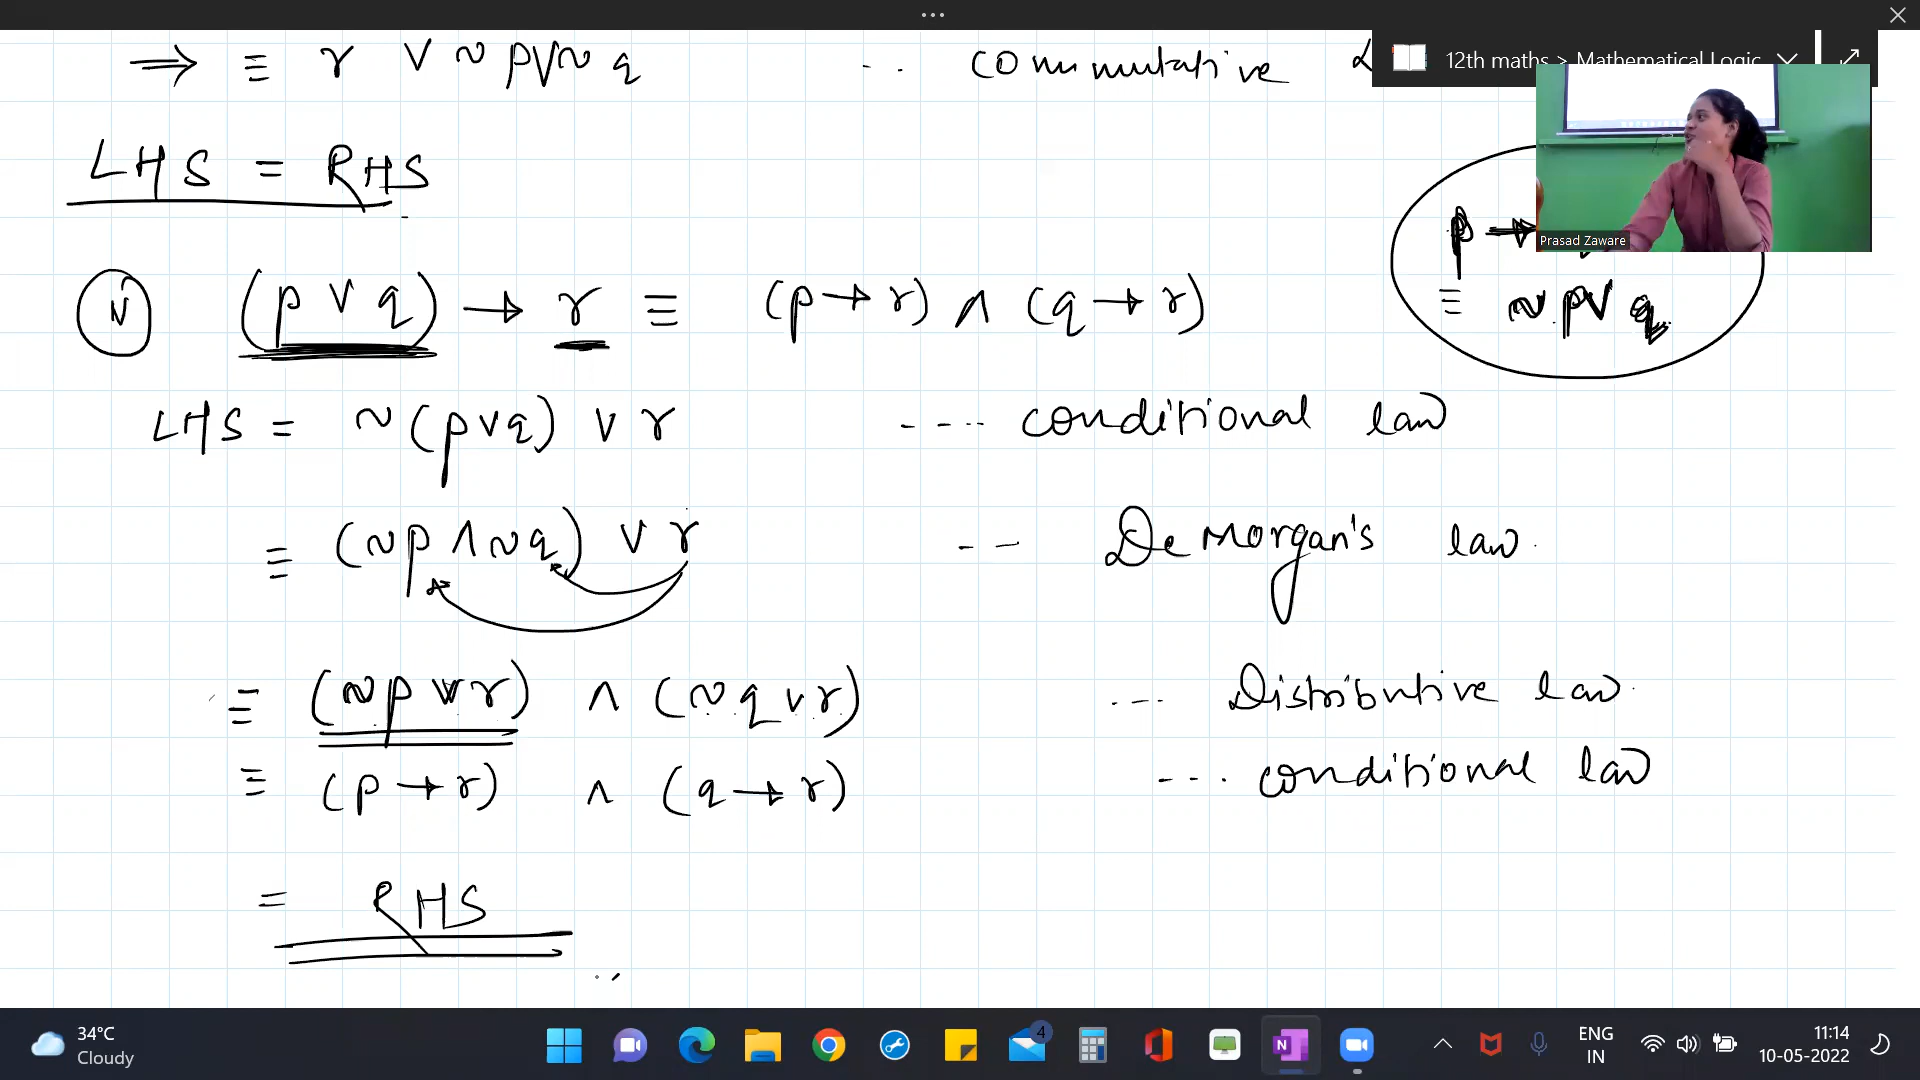 ⇒ ≡ r ∨ ~p ∨ ~q .. commutative
12th maths > Mathematical Logic
LHS = RHS
p →
≡ ~p ∨ q
Prasad Zaware
(p ∨ q) → r ≡ (p → r) ∧ (q → r)
LHS = ~(p ∨ q) ∨ r .... conditional law
≡ (~p ∧ ~q) ∨ r -- De Morgan's law.
≡ (~p ∨ r) ∧ (~q ∨ r) ... Distributive law.
≡ (p → r) ∧ (q → r) ... conditional law
= RHS
34°C
Cloudy
4
ENG
IN
11:14
10-05-2022